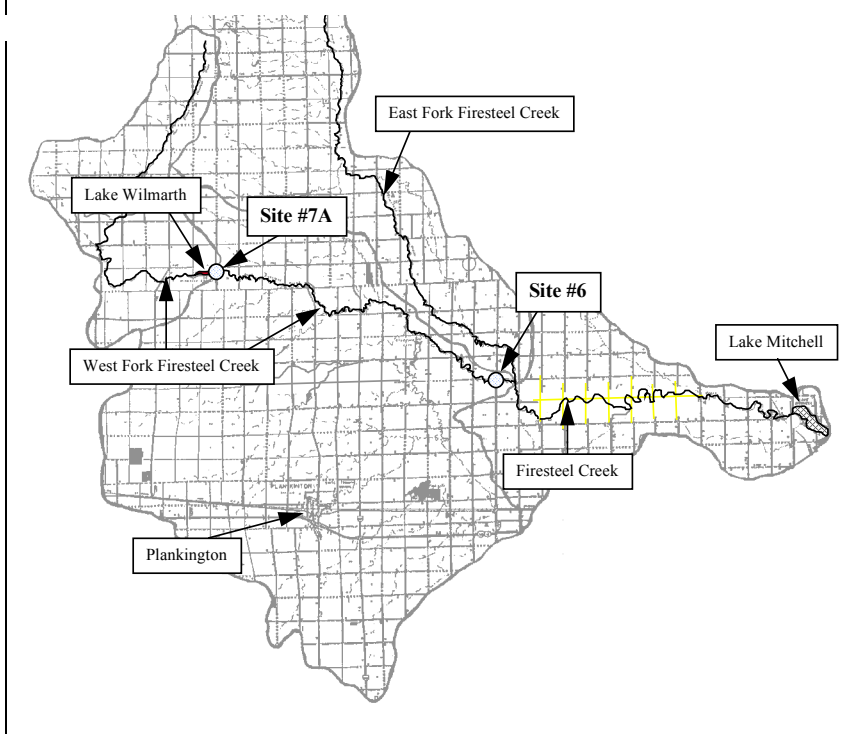 East Fork Firesteel Creek
Lake Wilmarth
Site #7A
Site #6
Lake Mitchell
West Fork Firesteel Creek
Firesteel Creek
PLANKINTON
Plankington